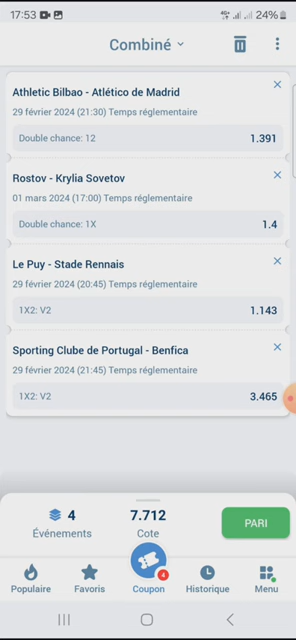 17:53 24%
Combiné
Athletic Bilbao - Atlético de Madrid
29 février 2024 (21:30) Temps réglementaire
Double chance: 12 1.391
Rostov - Krylia Sovetov
01 mars 2024 (17:00) Temps réglementaire
Double chance: 1X 1.4
Le Puy - Stade Rennais
29 février 2024 (20:45) Temps réglementaire
1X2: V2 1.143
Sporting Clube de Portugal - Benfica
29 février 2024 (21:45) Temps réglementaire
1X2: V2 3.465
4 7.712
Événements Cote
PARI
4
Populaire Favoris Coupon Historique Menu